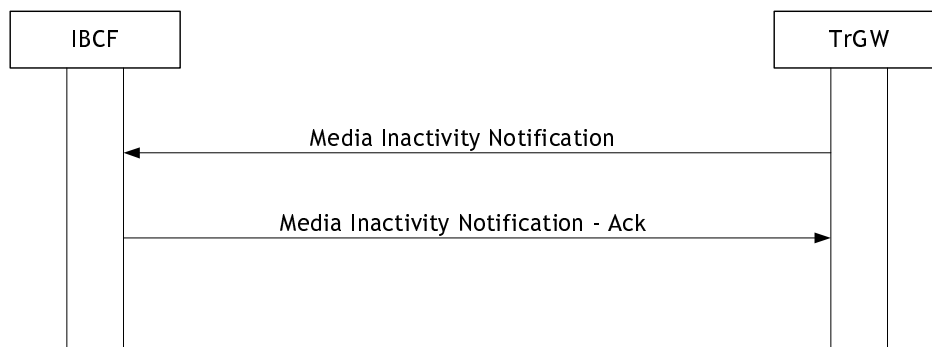 IBCF
TrGW
Media Inactivity Notification
Media Inactivity Notification - Ack